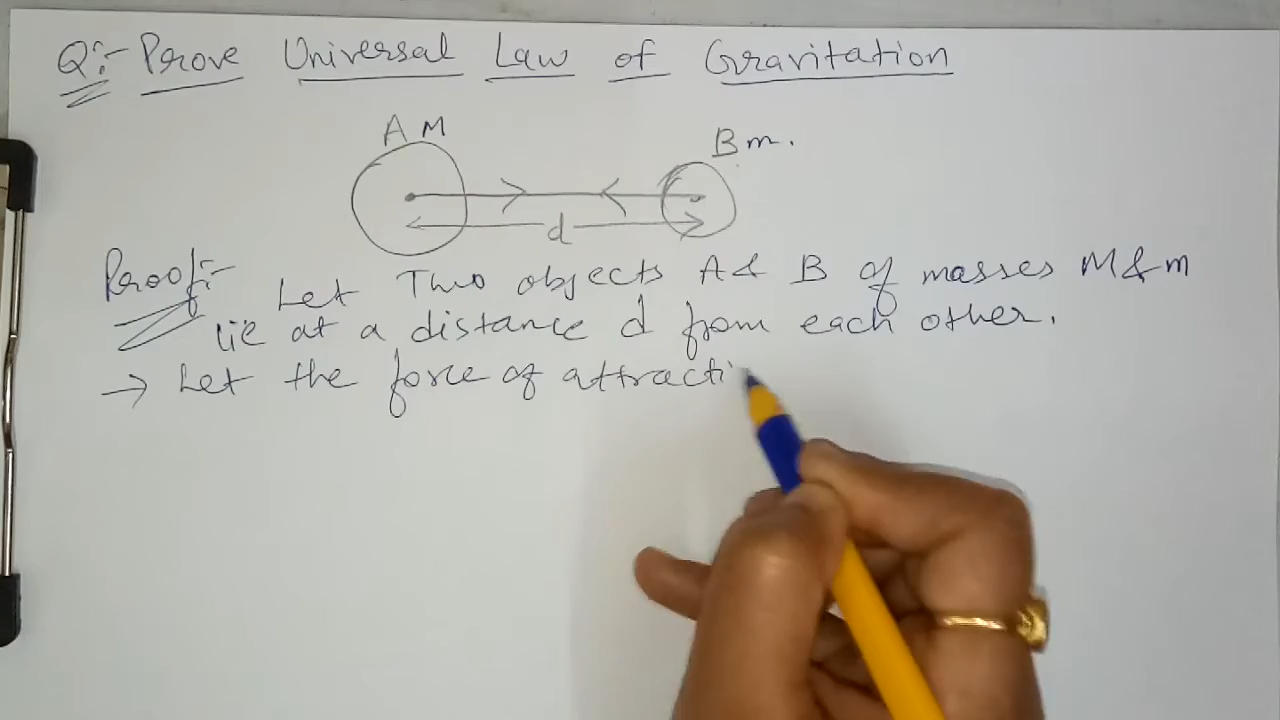 Q:- Prove Universal Law of Gravitation
A M
B m.
d
Proof:- Let Two objects A & B of masses M & m
lie at a distance d from each other.
→ Let the force of attracti